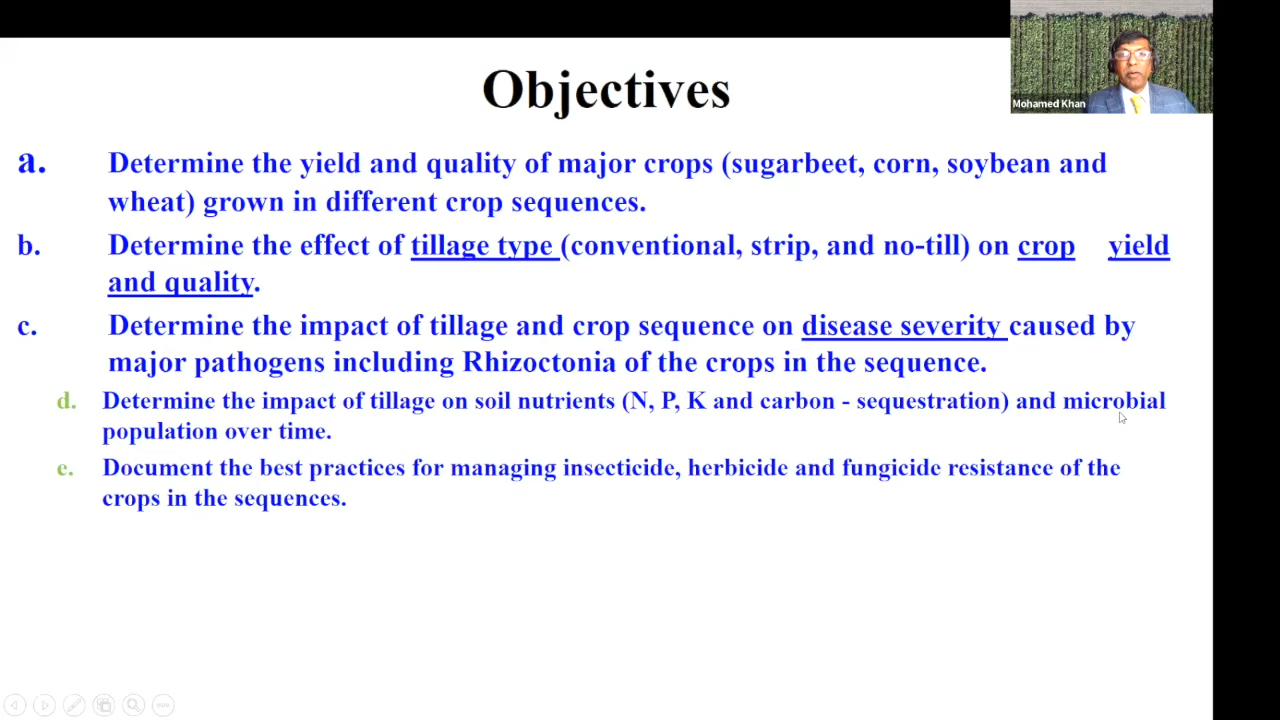 Objectives
Mohamed Khan
a. Determine the yield and quality of major crops (sugarbeet, corn, soybean and
wheat) grown in different crop sequences.
b. Determine the effect of tillage type (conventional, strip, and no-till) on crop yield
and quality.
c. Determine the impact of tillage and crop sequence on disease severity caused by
major pathogens including Rhizoctonia of the crops in the sequence.
d. Determine the impact of tillage on soil nutrients (N, P, K and carbon - sequestration) and microbial
population over time.
e. Document the best practices for managing insecticide, herbicide and fungicide resistance of the
crops in the sequences.